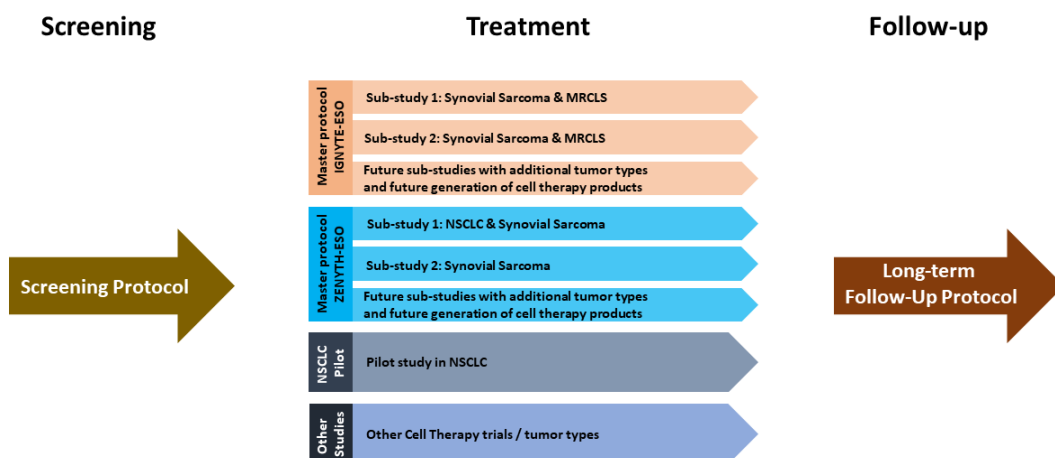 Screening
Treatment
Follow-up
Screening Protocol
Master protocol
IGNYTE-ESO
Sub-study 1: Synovial Sarcoma & MRCLS
Sub-study 2: Synovial Sarcoma & MRCLS
Future sub-studies with additional tumor types
and future generation of cell therapy products
Master protocol
ZENYTH-ESO
Sub-study 1: NSCLC & Synovial Sarcoma
Sub-study 2: Synovial Sarcoma
Future sub-studies with additional tumor types
and future generation of cell therapy products
NSCLC
Pilot
Pilot study in NSCLC
Other
Studies
Other Cell Therapy trials / tumor types
Long-term
Follow-Up Protocol